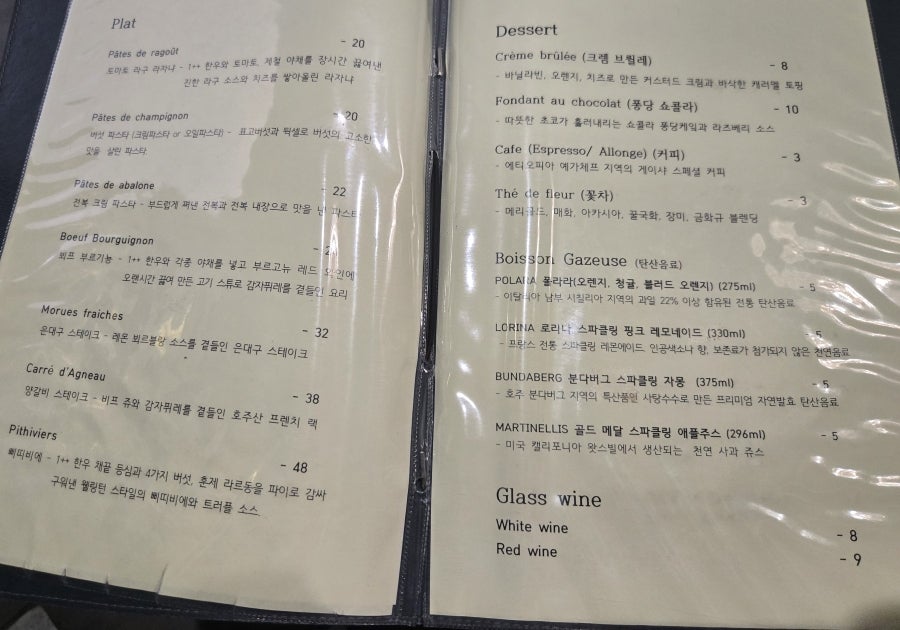 Plat
Pâtes de ragoût - 20
토마토 라구 라자냐 - 1++ 한우와 토마토, 제철 야채를 장시간 끓여낸
진한 라구 소스와 치즈를 쌓아올린 라자냐
Pâtes de champignon - 20
버섯 파스타 (크림파스타 or 오일파스타) - 표고버섯과 뒥셀로 버섯의 고소한
맛을 살린 파스타
Pâtes de abalone - 22
전복 크림 파스타 - 부드럽게 쪄낸 전복과 전복 내장으로 맛을 낸 파스타
Boeuf Bourguignon
뵈프 부르기뇽 - 1++ 한우와 각종 야채를 넣고 부르고뉴 레드 와인에
오랜시간 끓여 만든 고기 스튜로 감자퓌레를 곁들인 요리
Morues fraiches - 32
은대구 스테이크 - 레몬 뵈르블랑 소스를 곁들인 은대구 스테이크
Carré d'Agneau - 38
양갈비 스테이크 - 비프 쥬와 감자퓌레를 곁들인 호주산 프렌치 랙
Pithiviers - 48
삐띠비에 - 1++ 한우 채끝 등심과 4가지 버섯, 훈제 라르동을 파이로 감싸
구워낸 웰링턴 스타일의 삐띠비에와 트러플 소스
Dessert
Crème brûlée (크렘 브륄레) - 8
- 바닐라빈, 오렌지, 치즈로 만든 커스터드 크림과 바삭한 캐러멜 토핑
Fondant au chocolat (퐁당 쇼콜라) - 10
- 따뜻한 초코가 흘러내리는 쇼콜라 퐁당케잌과 라즈베리 소스
Cafe (Espresso/ Allonge) (커피) - 3
- 에티오피아 예가체프 지역의 게이샤 스페셜 커피
Thé de fleur (꽃차) - 3
- 메리골드, 매화, 아카시아, 꿀국화, 장미, 금화규 블렌딩
Boisson Gazeuse (탄산음료)
POLARA 폴라라(오렌지, 청귤, 블러드 오렌지) (275ml) - 5
- 이탈리아 남부 시칠리아 지역의 과일 22% 이상 함유된 전통 탄산음료
LORINA 로리나 스파클링 핑크 레모네이드 (330ml) - 5
- 프랑스 전통 스파클링 레몬에이드 인공색소나 향, 보존료가 첨가되지 않은 천연음료
BUNDABERG 분다버그 스파클링 자몽 (375ml) - 5
- 호주 분다버그 지역의 특산품인 사탕수수로 만든 프리미엄 자연발효 탄산음료
MARTINELLIS 골드 메달 스파클링 애플주스 (296ml) - 5
- 미국 캘리포니아 왓스빌에서 생산되는 천연 사과 쥬스
Glass wine
White wine - 8
Red wine - 9